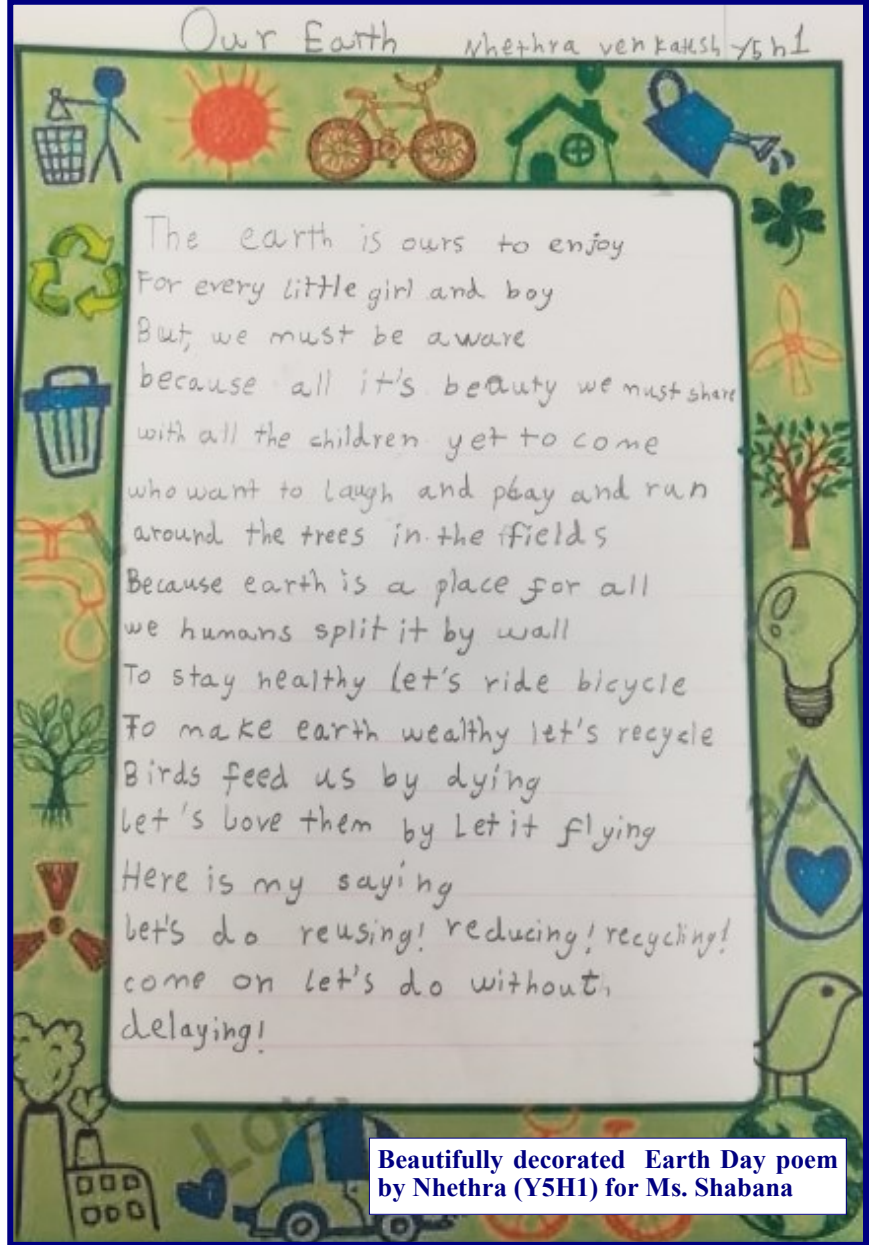 Our Earth Nhethra venkatesh Y5h1
The earth is ours to enjoy
For every little girl and boy
But, we must be aware
because all it's beauty we must share
with all the children yet to come
who want to laugh and play and run
around the trees in the fields
Because earth is a place for all
we humans split it by wall
To stay healthy let's ride bicycle
To make earth wealthy let's recycle
Birds feed us by dying
Let's Love them by Let it flying
Here is my saying
Let's do reusing! reducing! recycling!
come on let's do without
delaying!
Beautifully decorated Earth Day poem
by Nhethra (Y5H1) for Ms. Shabana